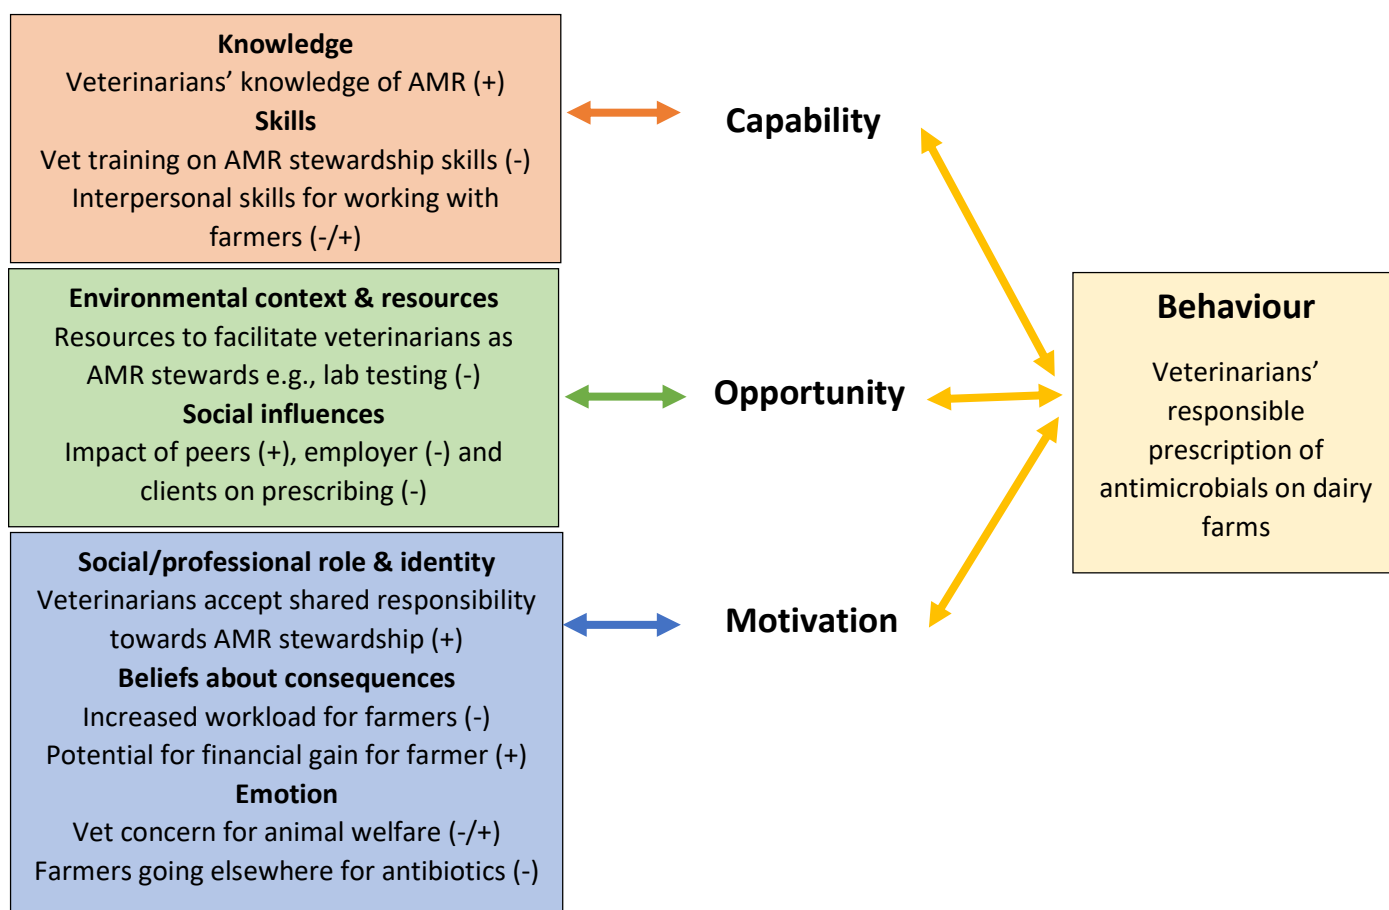 Knowledge
Veterinarians’ knowledge of AMR (+)
Skills
Vet training on AMR stewardship skills (-)
Interpersonal skills for working with
farmers (-/+)
Environmental context & resources
Resources to facilitate veterinarians as
AMR stewards e.g., lab testing (-)
Social influences
Impact of peers (+), employer (-) and
clients on prescribing (-)
Social/professional role & identity
Veterinarians accept shared responsibility
towards AMR stewardship (+)
Beliefs about consequences
Increased workload for farmers (-)
Potential for financial gain for farmer (+)
Emotion
Vet concern for animal welfare (-/+)
Farmers going elsewhere for antibiotics (-)
Capability
Opportunity
Motivation
Behaviour
Veterinarians’
responsible
prescription of
antimicrobials on dairy
farms